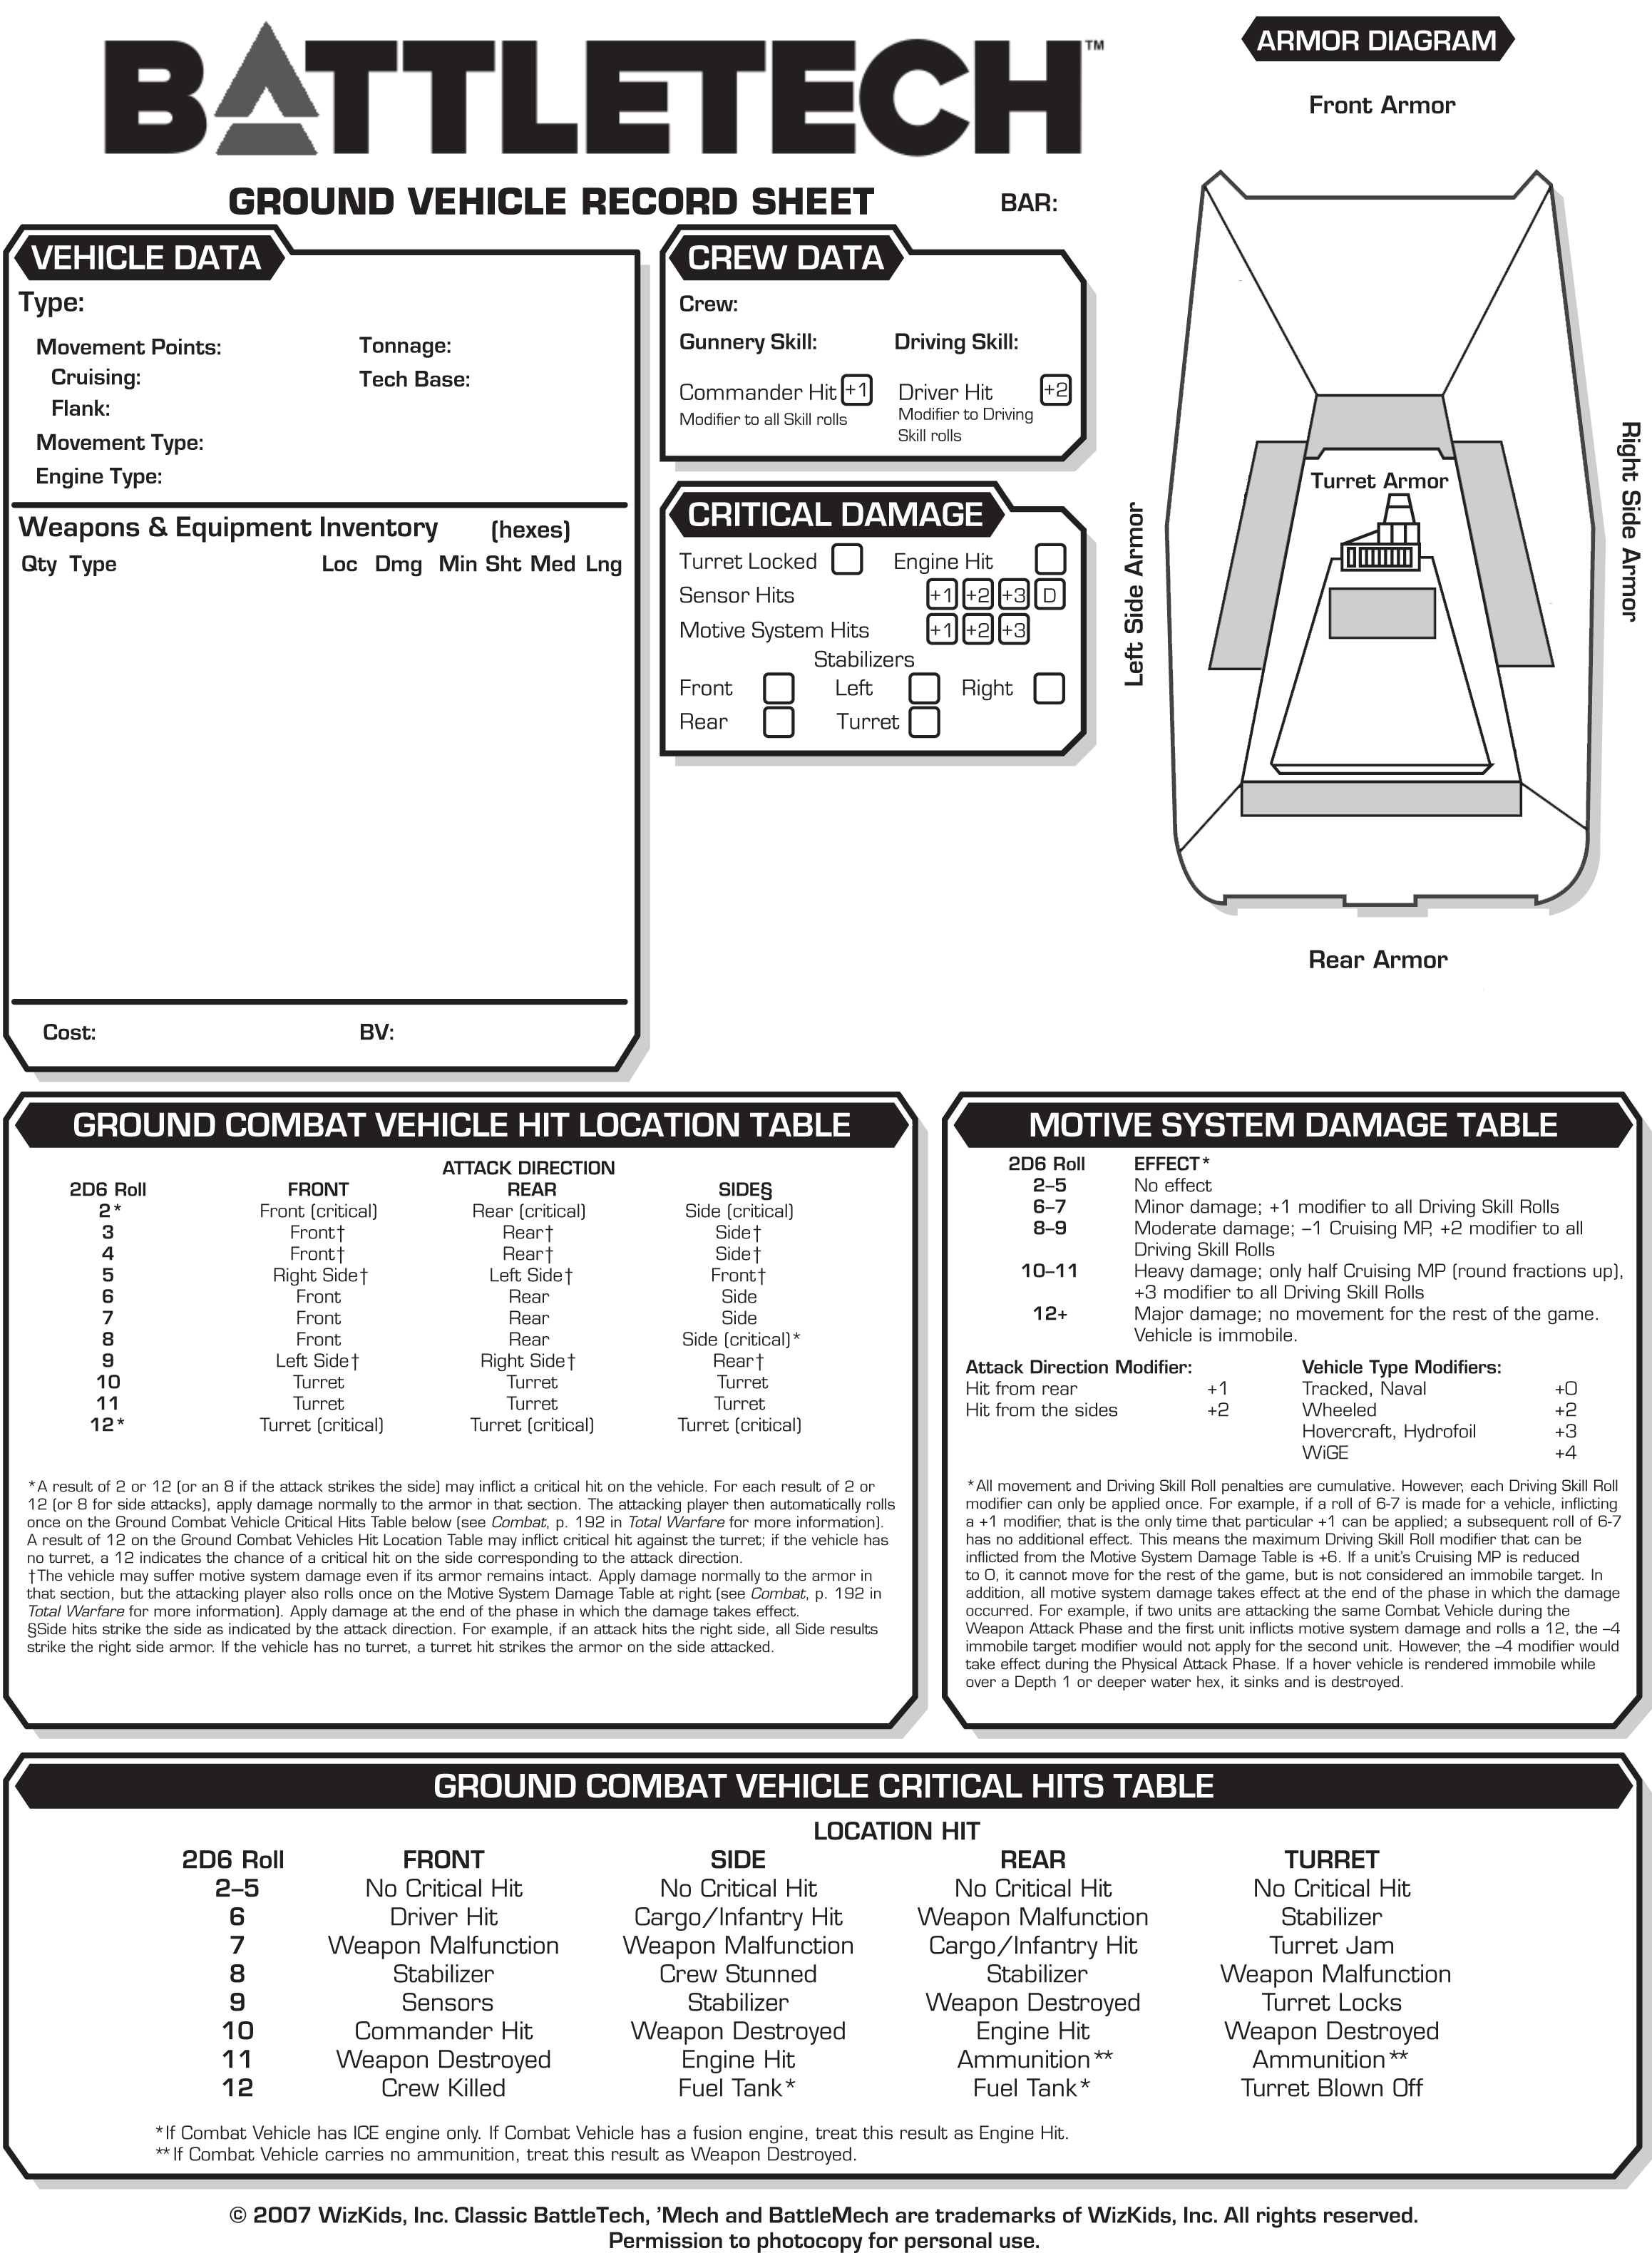 BATTLETECH™
GROUND VEHICLE RECORD SHEET
BAR:
VEHICLE DATA
Type:
Movement Points:
Tonnage:
Cruising:
Tech Base:
Flank:
Movement Type:
Engine Type:
Weapons & Equipment Inventory (hexes)
Qty Type Loc Dmg Min Sht Med Lng
Cost: BV:
CREW DATA
Crew:
Gunnery Skill: Driving Skill:
Commander Hit +1 Driver Hit +2
Modifier to all Skill rolls
Modifier to Driving
Skill rolls
CRITICAL DAMAGE
Turret Locked Engine Hit
Sensor Hits +1 +2 +3 D
Motive System Hits +1 +2 +3
Stabilizers
Front Left Right
Rear Turret
ARMOR DIAGRAM
Front Armor
Turret Armor
Left Side Armor
Right Side Armor
Rear Armor
GROUND COMBAT VEHICLE HIT LOCATION TABLE
ATTACK DIRECTION
2D6 Roll FRONT REAR SIDE§
2* Front (critical) Rear (critical) Side (critical)
3 Front† Rear† Side†
4 Front† Rear† Side†
5 Right Side† Left Side† Front†
6 Front Rear Side
7 Front Rear Side
8 Front Rear Side (critical)*
9 Left Side† Right Side† Rear†
10 Turret Turret Turret
11 Turret Turret Turret
12* Turret (critical) Turret (critical) Turret (critical)
*A result of 2 or 12 (or an 8 if the attack strikes the side) may inflict a critical hit on the vehicle. For each result of 2 or
12 (or 8 for side attacks), apply damage normally to the armor in that section. The attacking player then automatically rolls
once on the Ground Combat Vehicle Critical Hits Table below (see Combat, p. 192 in Total Warfare for more information).
A result of 12 on the Ground Combat Vehicles Hit Location Table may inflict critical hit against the turret; if the vehicle has
no turret, a 12 indicates the chance of a critical hit on the side corresponding to the attack direction.
†The vehicle may suffer motive system damage even if its armor remains intact. Apply damage normally to the armor in
that section, but the attacking player also rolls once on the Motive System Damage Table at right (see Combat, p. 192 in
Total Warfare for more information). Apply damage at the end of the phase in which the damage takes effect.
§Side hits strike the side as indicated by the attack direction. For example, if an attack hits the right side, all Side results
strike the right side armor. If the vehicle has no turret, a turret hit strikes the armor on the side attacked.
MOTIVE SYSTEM DAMAGE TABLE
2D6 Roll EFFECT*
2–5 No effect
6–7 Minor damage; +1 modifier to all Driving Skill Rolls
8–9 Moderate damage; –1 Cruising MP, +2 modifier to all
Driving Skill Rolls
10–11 Heavy damage; only half Cruising MP (round fractions up),
+3 modifier to all Driving Skill Rolls
12+ Major damage; no movement for the rest of the game.
Vehicle is immobile.
Attack Direction Modifier: Vehicle Type Modifiers:
Hit from rear +1 Tracked, Naval +0
Hit from the sides +2 Wheeled +2
Hovercraft, Hydrofoil +3
WiGE +4
*All movement and Driving Skill Roll penalties are cumulative. However, each Driving Skill Roll
modifier can only be applied once. For example, if a roll of 6-7 is made for a vehicle, inflicting
a +1 modifier, that is the only time that particular +1 can be applied; a subsequent roll of 6-7
has no additional effect. This means the maximum Driving Skill Roll modifier that can be
inflicted from the Motive System Damage Table is +6. If a unit's Cruising MP is reduced
to 0, it cannot move for the rest of the game, but is not considered an immobile target. In
addition, all motive system damage takes effect at the end of the phase in which the damage
occurred. For example, if two units are attacking the same Combat Vehicle during the
Weapon Attack Phase and the first unit inflicts motive system damage and rolls a 12, the –4
immobile target modifier would not apply for the second unit. However, the –4 modifier would
take effect during the Physical Attack Phase. If a hover vehicle is rendered immobile while
over a Depth 1 or deeper water hex, it sinks and is destroyed.
GROUND COMBAT VEHICLE CRITICAL HITS TABLE
LOCATION HIT
2D6 Roll FRONT SIDE REAR TURRET
2–5 No Critical Hit No Critical Hit No Critical Hit No Critical Hit
6 Driver Hit Cargo/Infantry Hit Weapon Malfunction Stabilizer
7 Weapon Malfunction Weapon Malfunction Cargo/Infantry Hit Turret Jam
8 Stabilizer Crew Stunned Stabilizer Weapon Malfunction
9 Sensors Stabilizer Weapon Destroyed Turret Locks
10 Commander Hit Weapon Destroyed Engine Hit Weapon Destroyed
11 Weapon Destroyed Engine Hit Ammunition** Ammunition**
12 Crew Killed Fuel Tank* Fuel Tank* Turret Blown Off
*If Combat Vehicle has ICE engine only. If Combat Vehicle has a fusion engine, treat this result as Engine Hit.
**If Combat Vehicle carries no ammunition, treat this result as Weapon Destroyed.
© 2007 WizKids, Inc. Classic BattleTech, 'Mech and BattleMech are trademarks of WizKids, Inc. All rights reserved.
Permission to photocopy for personal use.